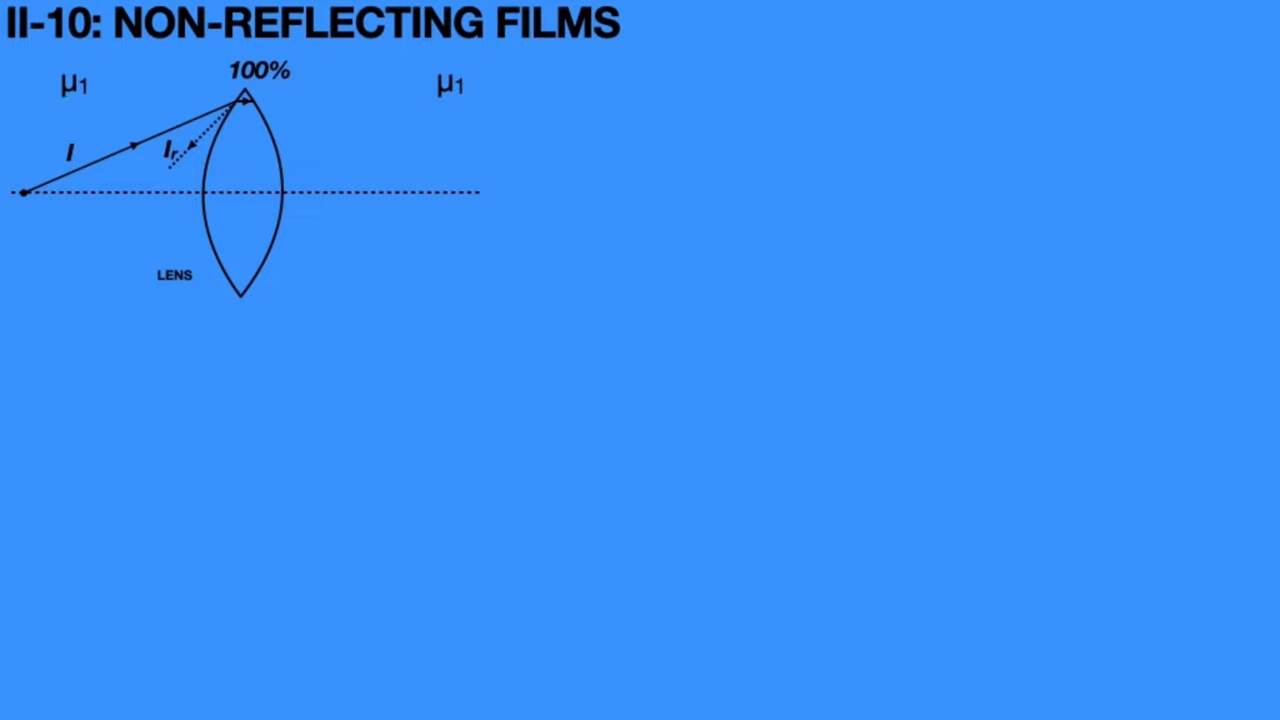 II-10: NON-REFLECTING FILMS
100%
μ1
μ1
I
Ir
LENS